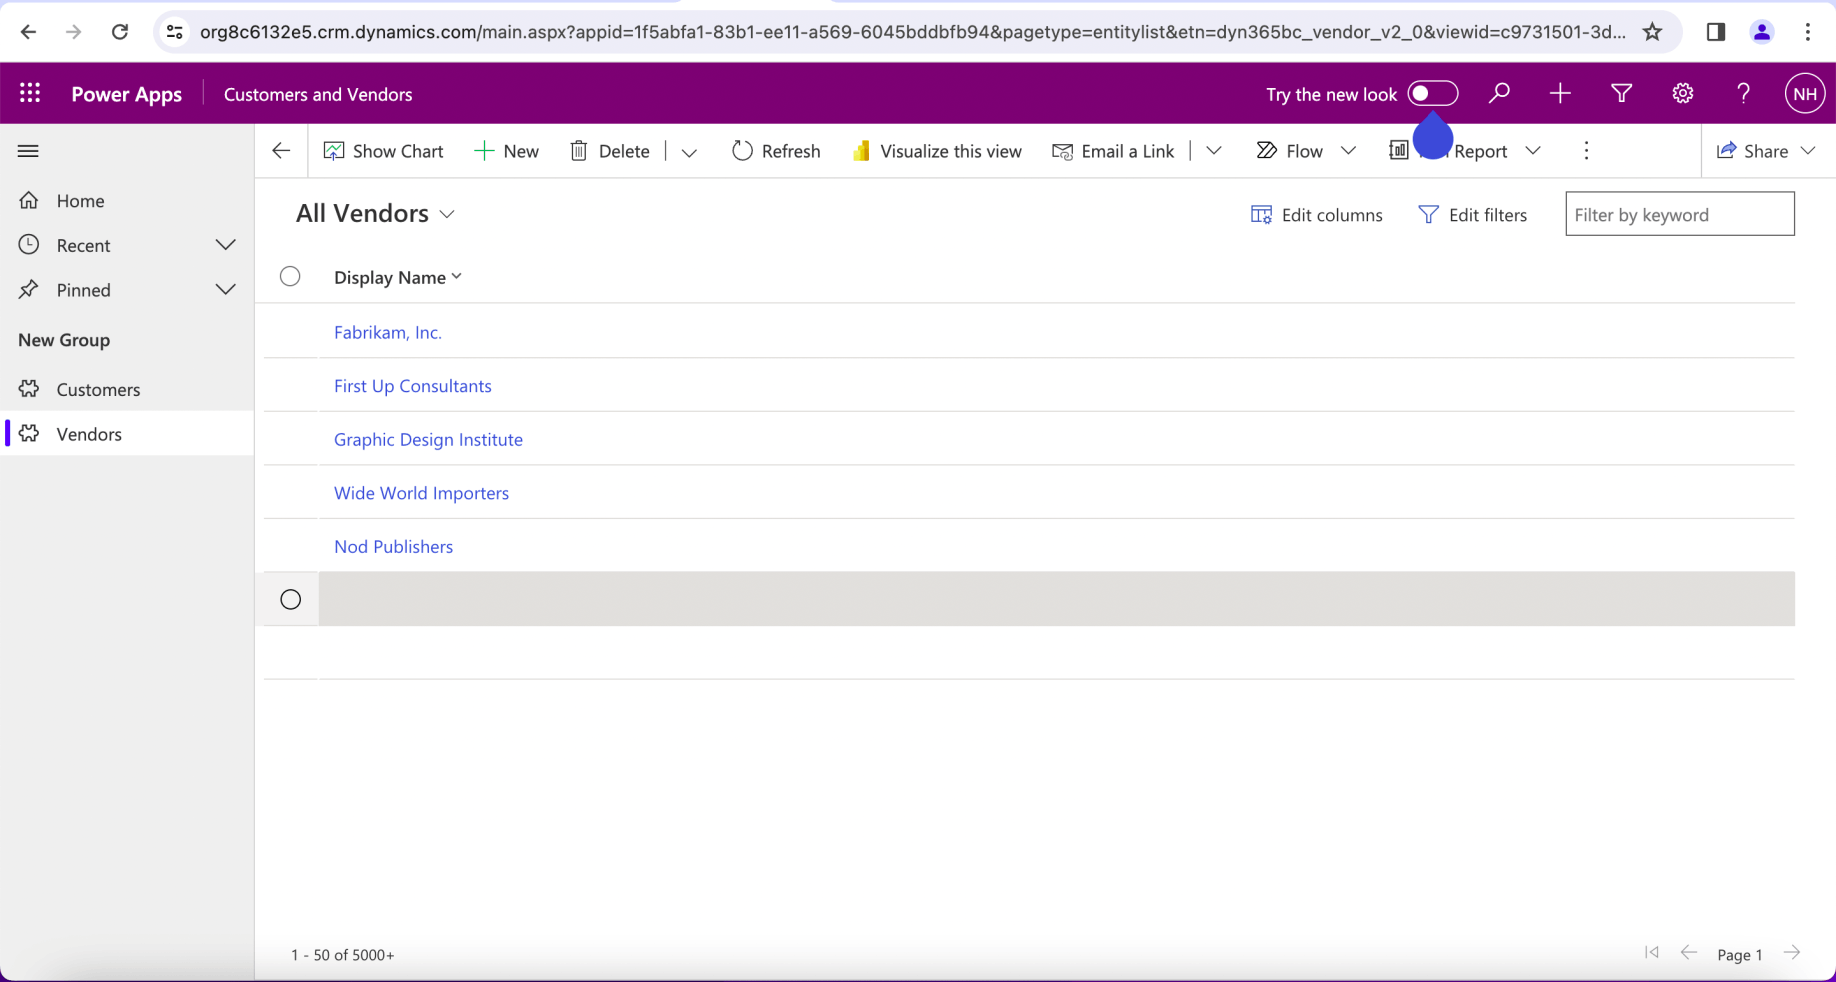 org8c6132e5.crm.dynamics.com/main.aspx?appid=1f5abfa1-83b1-ee11-a569-6045bddbfb94&pagetype=entitylist&etn=dyn365bc_vendor_v2_0&viewid=c9731501-3d...
Power Apps Customers and Vendors Try the new look ? NH
Show Chart New Delete Refresh Visualize this view Email a Link Flow Report Share
Home
Recent
Pinned
New Group
Customers
Vendors
All Vendors Edit columns Edit filters Filter by keyword
Display Name
Fabrikam, Inc.
First Up Consultants
Graphic Design Institute
Wide World Importers
Nod Publishers
1 - 50 of 5000+ Page 1